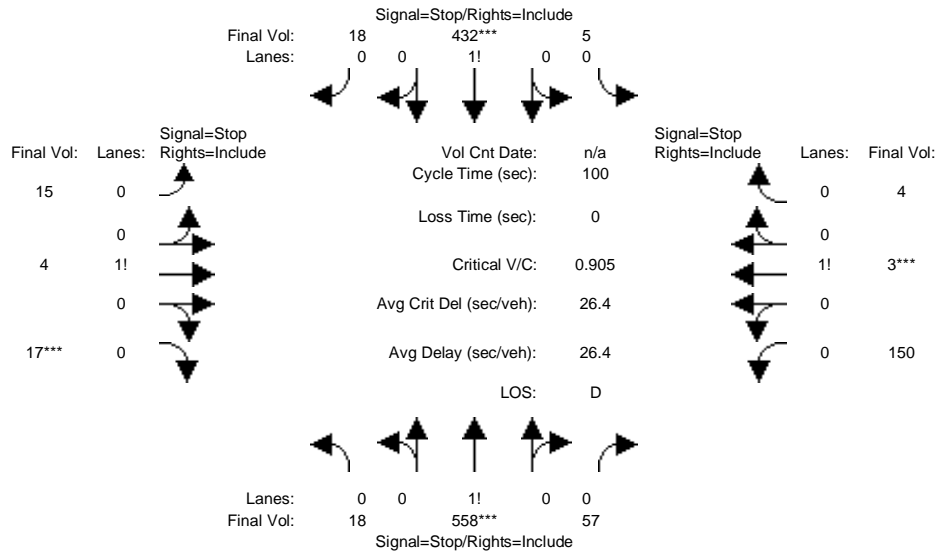 Signal=Stop/Rights=Include
Final Vol: 18 432*** 5
Lanes: 0 0 1! 0 0
Signal=Stop
Final Vol: Lanes: Rights=Include
Vol Cnt Date: n/a
Signal=Stop
Rights=Include Lanes: Final Vol:
Cycle Time (sec): 100
15 0
0 4
Loss Time (sec): 0
0
0
4 1!
Critical V/C: 0.905
1! 3***
0
Avg Crit Del (sec/veh): 26.4
0
17*** 0
Avg Delay (sec/veh): 26.4
0 150
LOS: D
Lanes: 0 0 1! 0 0
Final Vol: 18 558*** 57
Signal=Stop/Rights=Include